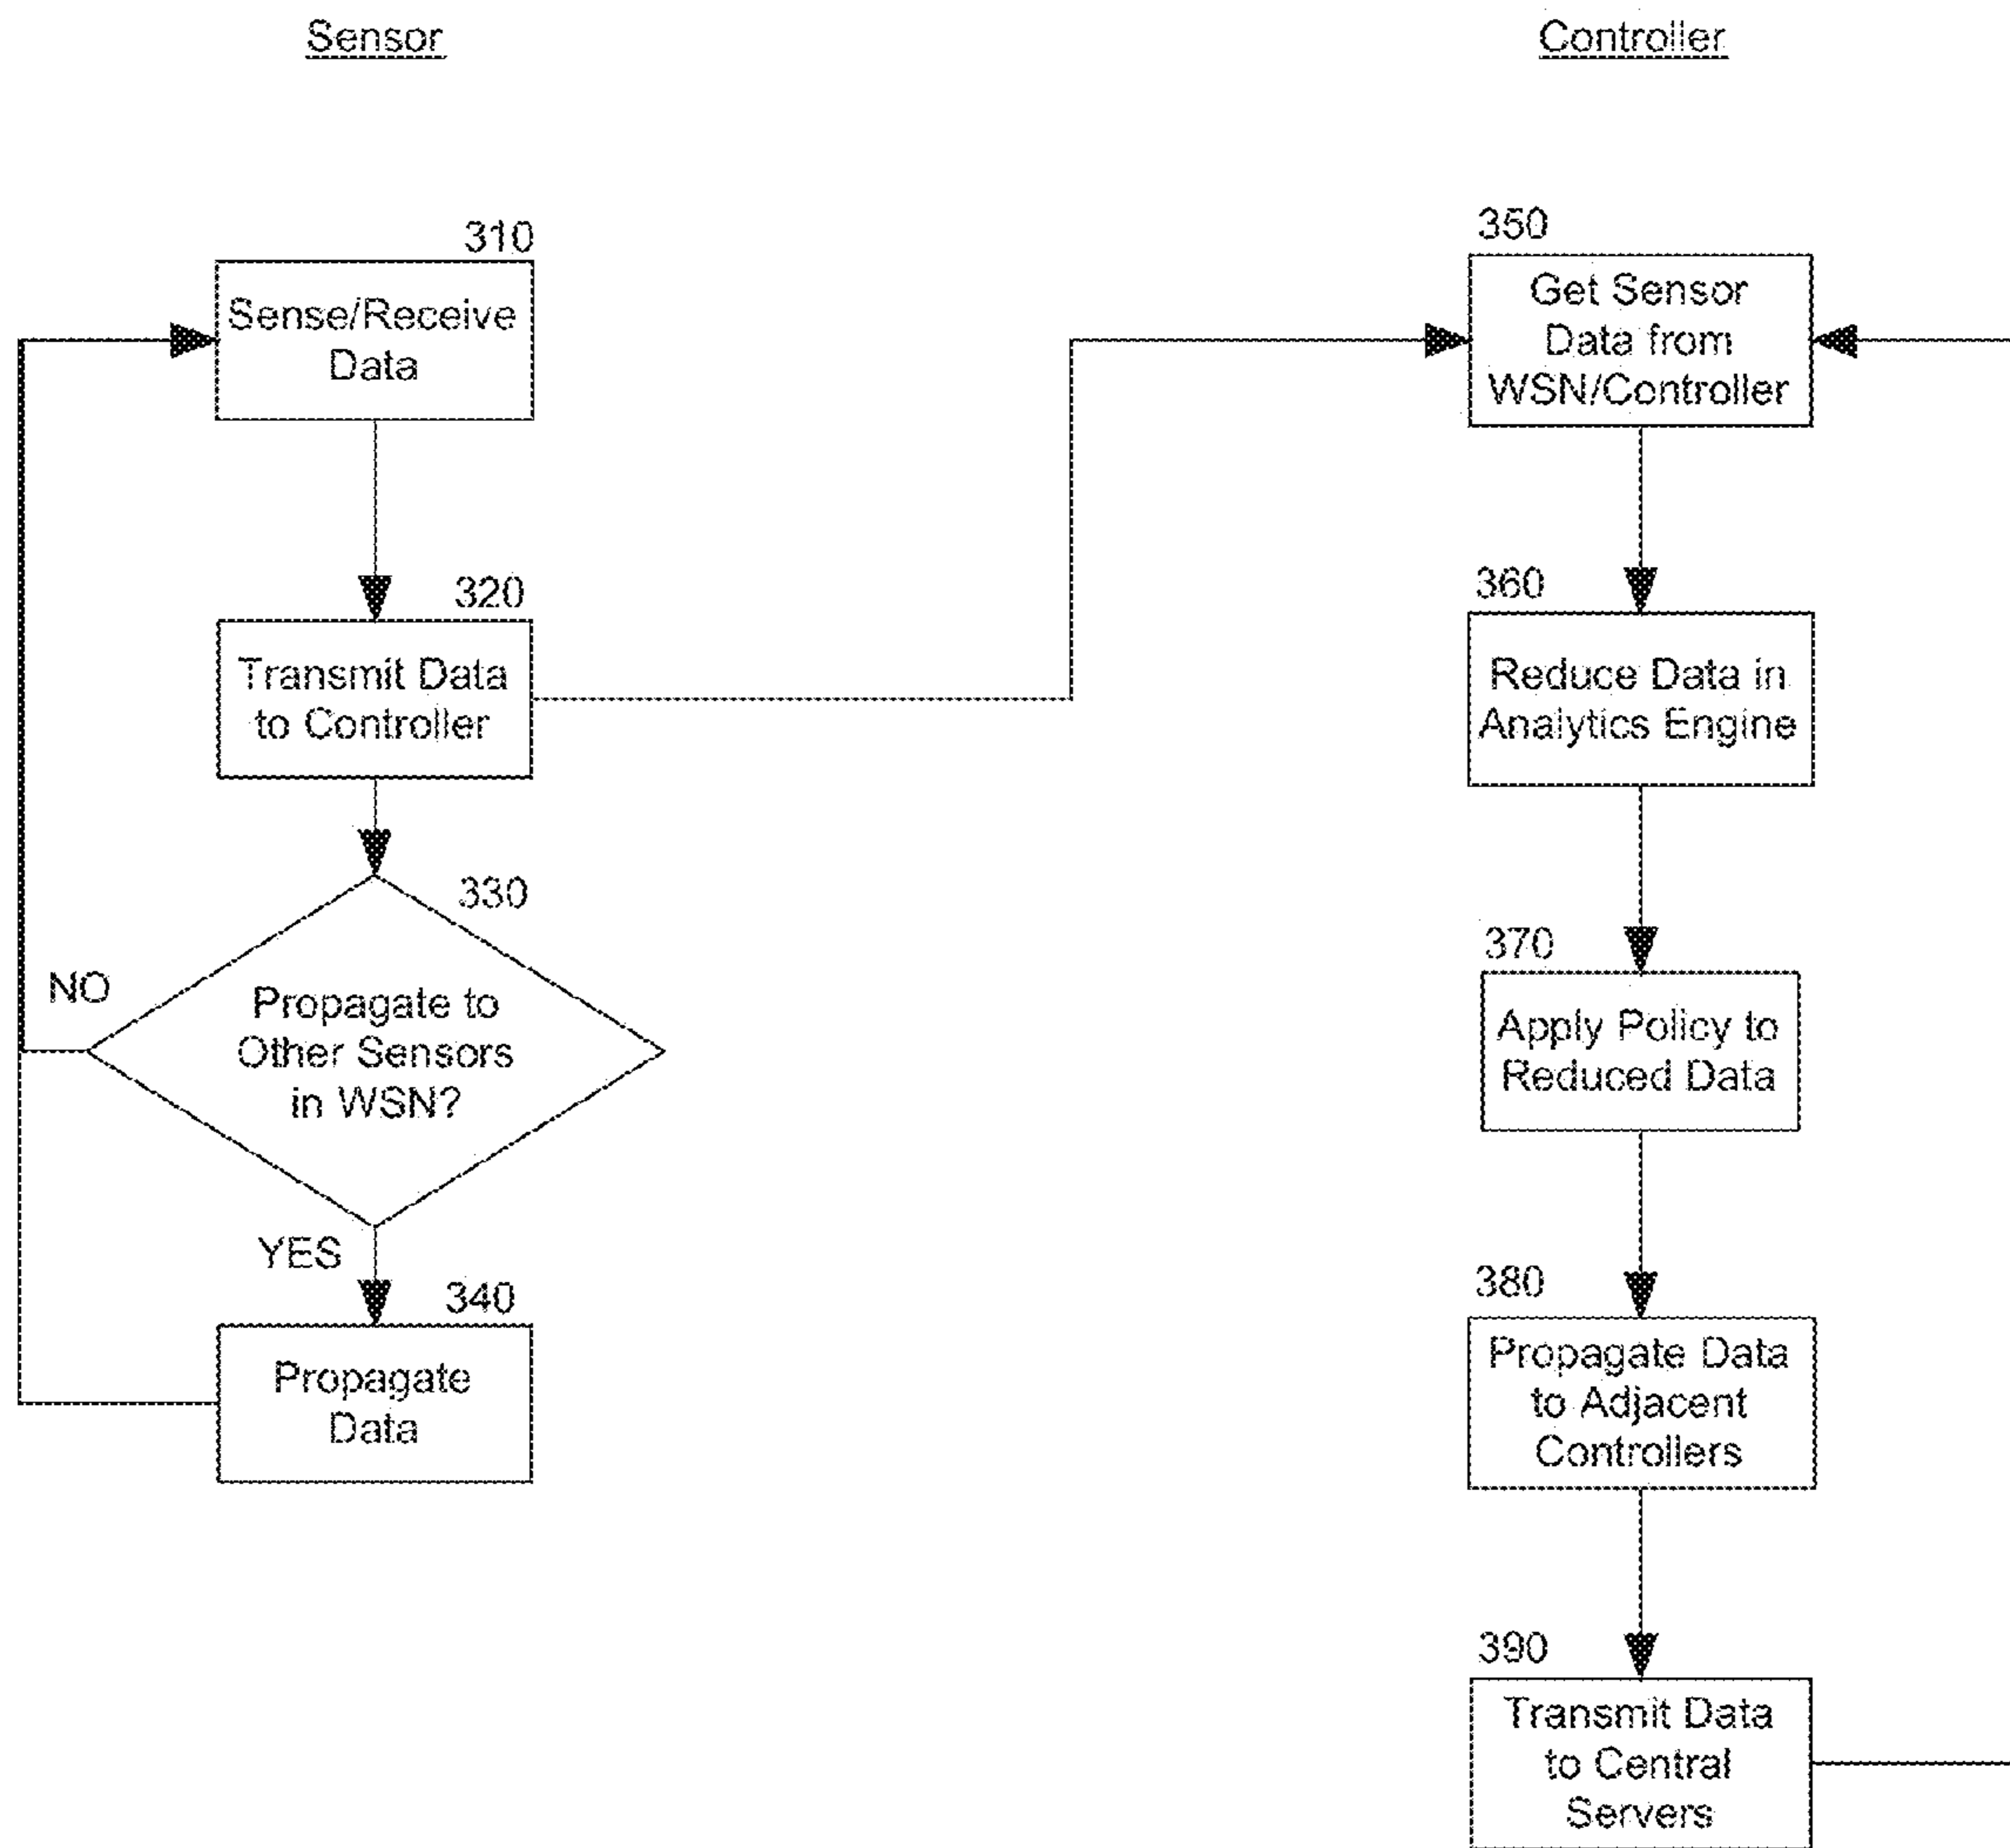 Sensor
310
Sense/Receive
Data
320
Transmit Data
to Controller
330
Propagate to
Other Sensors
in WSN?
NO
YES
340
Propagate
Data
Controller
350
Get Sensor
Data from
WSN/Controller
360
Reduce Data in
Analytics Engine
370
Apply Policy to
Reduced Data
380
Propagate Data
to Adjacent
Controllers
390
Transmit Data
to Central
Servers